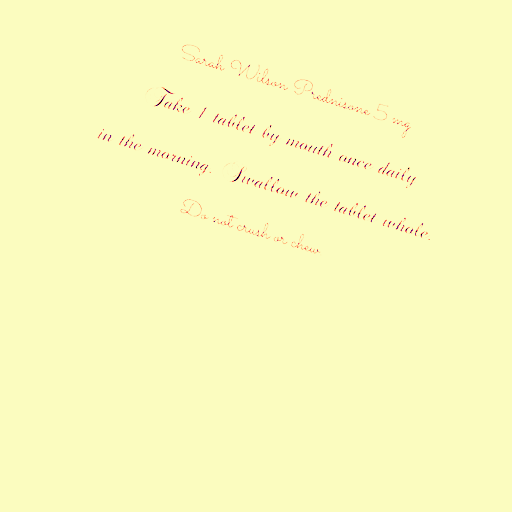 Sarah Wilson Prednisone 5 mg
Take 1 tablet by mouth once daily
in the morning. Swallow the tablet whole.
Do not crush or chew